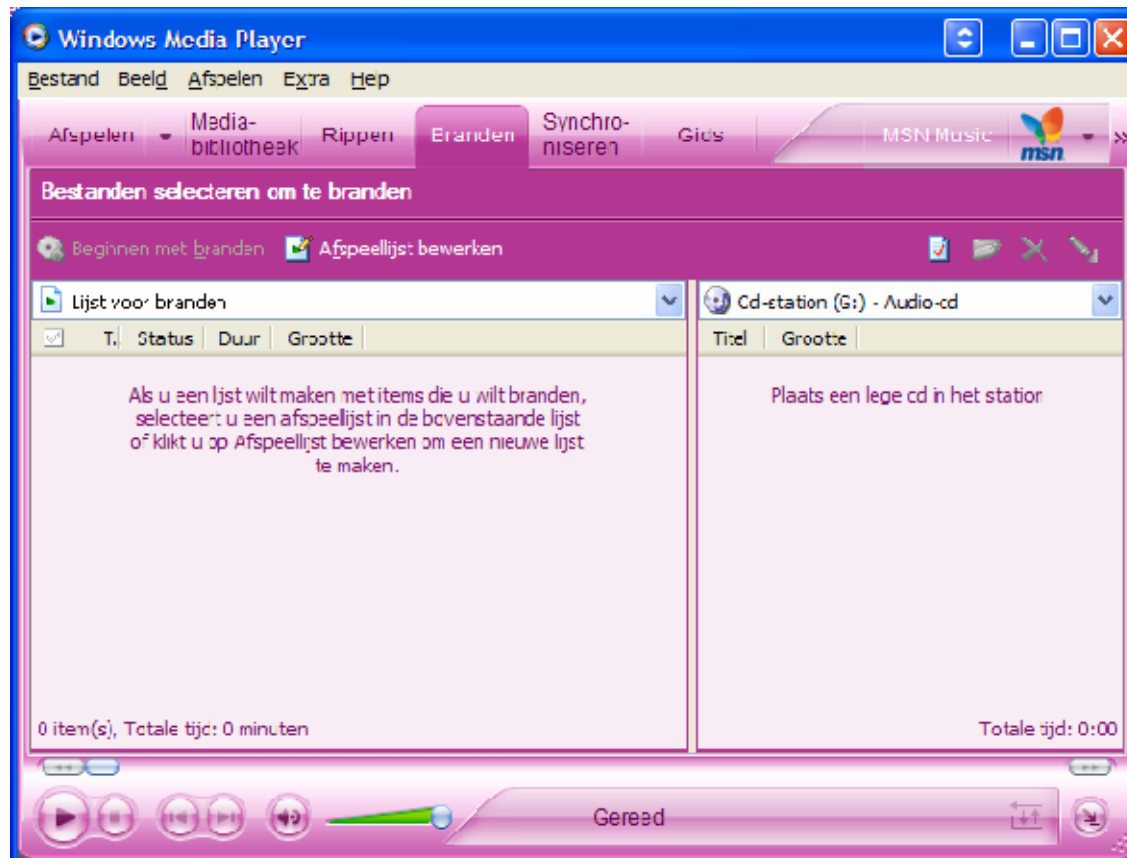 Windows Media Player
Bestand Beeld Afspelen Extra Help
Afspelen
Media-
bibliotheek
Rippen
Branden
Synchro-
niseren
Gids
MSN Music
msn
Bestanden selecteren om te branden
Beginnen met branden
Afspeellijst bewerken
Lijst voor branden
Cd-station (G:) - Audio-cd
T. Status Duur Grootte
Titel Grootte
Als u een lijst wilt maken met items die u wilt branden,
selecteert u een afspeellijst in de bovenstaande lijst
of klikt u op Afspeellijst bewerken om een nieuwe lijst
te maken.
Plaats een lege cd in het station
0 item(s), Totale tijd: 0 minuten
Totale tijd: 0:00
Gereed